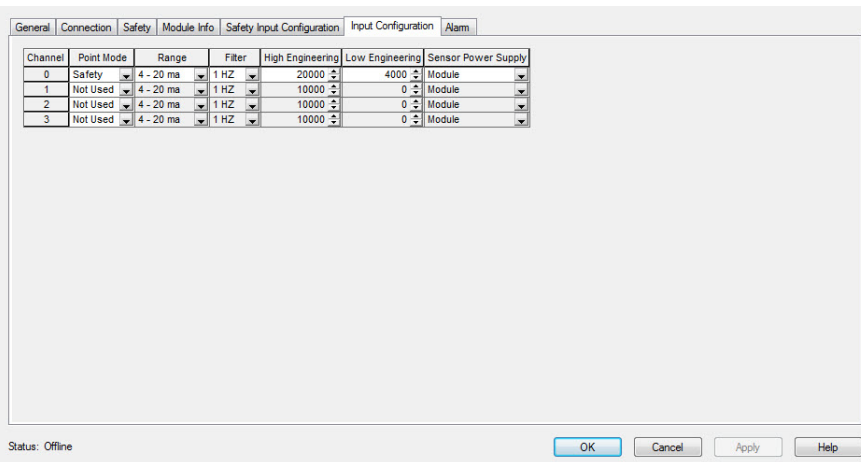 General Connection Safety Module Info Safety Input Configuration Input Configuration Alarm
Channel Point Mode Range Filter High Engineering Low Engineering Sensor Power Supply
0 Safety 4 - 20 ma 1 HZ 20000 4000 Module
1 Not Used 4 - 20 ma 1 HZ 10000 0 Module
2 Not Used 4 - 20 ma 1 HZ 10000 0 Module
3 Not Used 4 - 20 ma 1 HZ 10000 0 Module
Status: Offline OK Cancel Apply Help